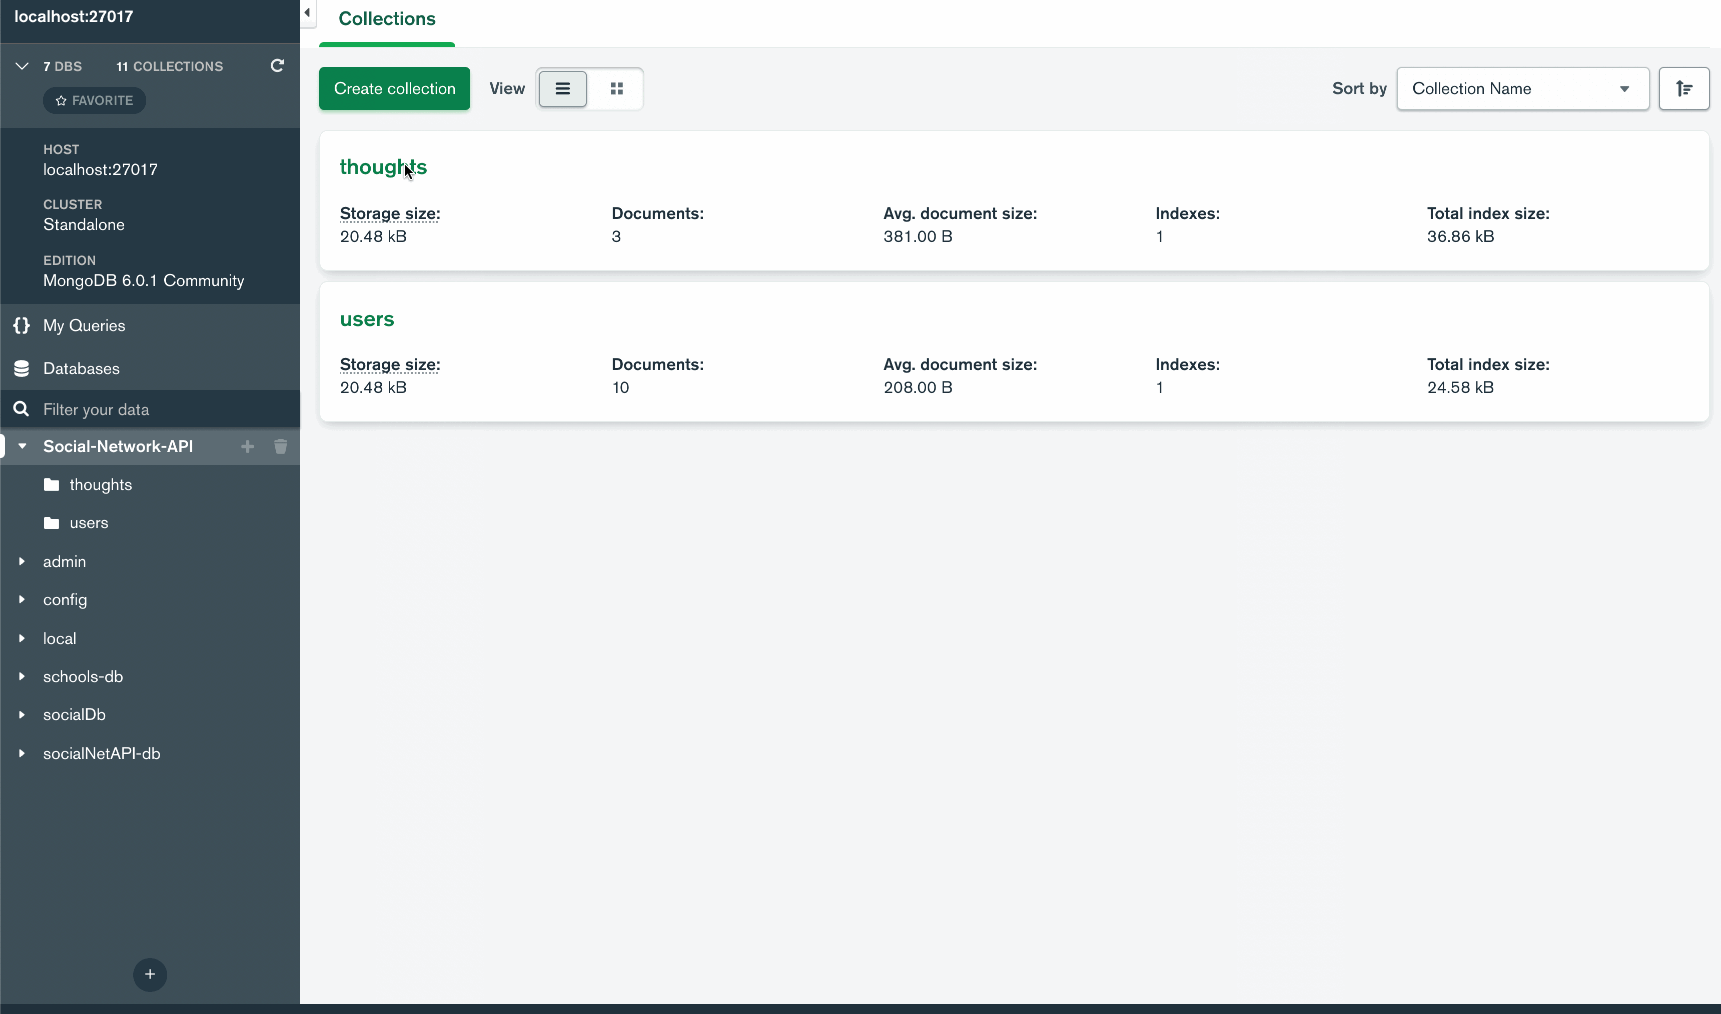 localhost:27017
7 DBS 11 COLLECTIONS
FAVORITE
HOST
localhost:27017
CLUSTER
Standalone
EDITION
MongoDB 6.0.1 Community
My Queries
Databases
Filter your data
Social-Network-API
thoughts
users
admin
config
local
schools-db
socialDb
socialNetAPI-db
Collections
Create collection View Sort by Collection Name
thoughts
Storage size: Documents: Avg. document size: Indexes: Total index size:
20.48 kB 3 381.00 B 1 36.86 kB
users
Storage size: Documents: Avg. document size: Indexes: Total index size:
20.48 kB 10 208.00 B 1 24.58 kB